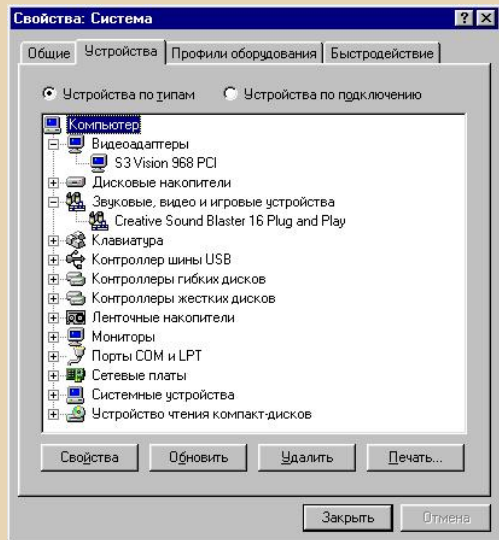 Свойства: Система
Общие Устройства Профили оборудования Быстродействие
Устройства по типам Устройства по подключению
Компьютер
Видеоадаптеры
S3 Vision 968 PCI
Дисковые накопители
Звуковые, видео и игровые устройства
Creative Sound Blaster 16 Plug and Play
Клавиатура
Контроллер шины USB
Контроллеры гибких дисков
Контроллеры жестких дисков
Ленточные накопители
Мониторы
Порты COM и LPT
Сетевые платы
Системные устройства
Устройство чтения компакт-дисков
Свойства Обновить Удалить Печать...
Закрыть Отмена